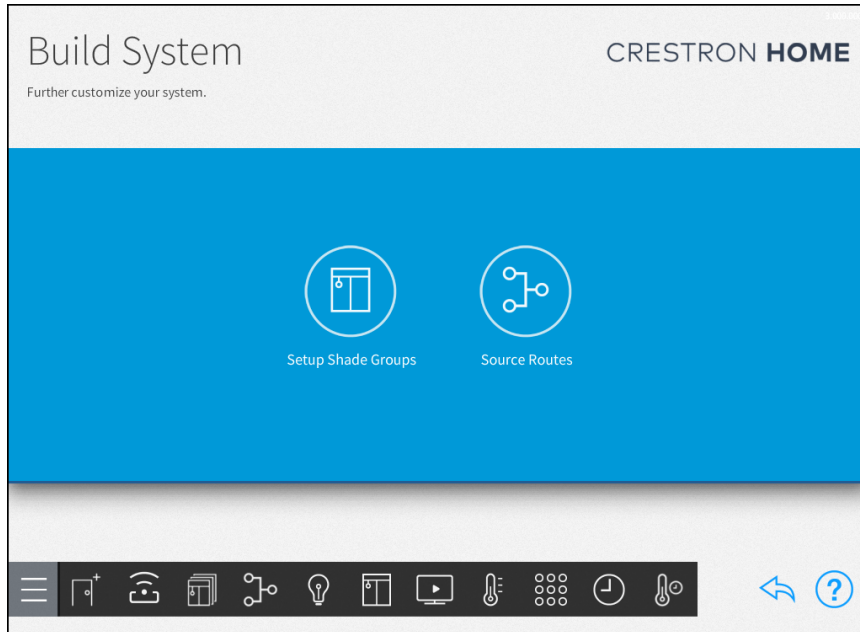 Build System
CRESTRON HOME
Further customize your system.
Setup Shade Groups
Source Routes
?